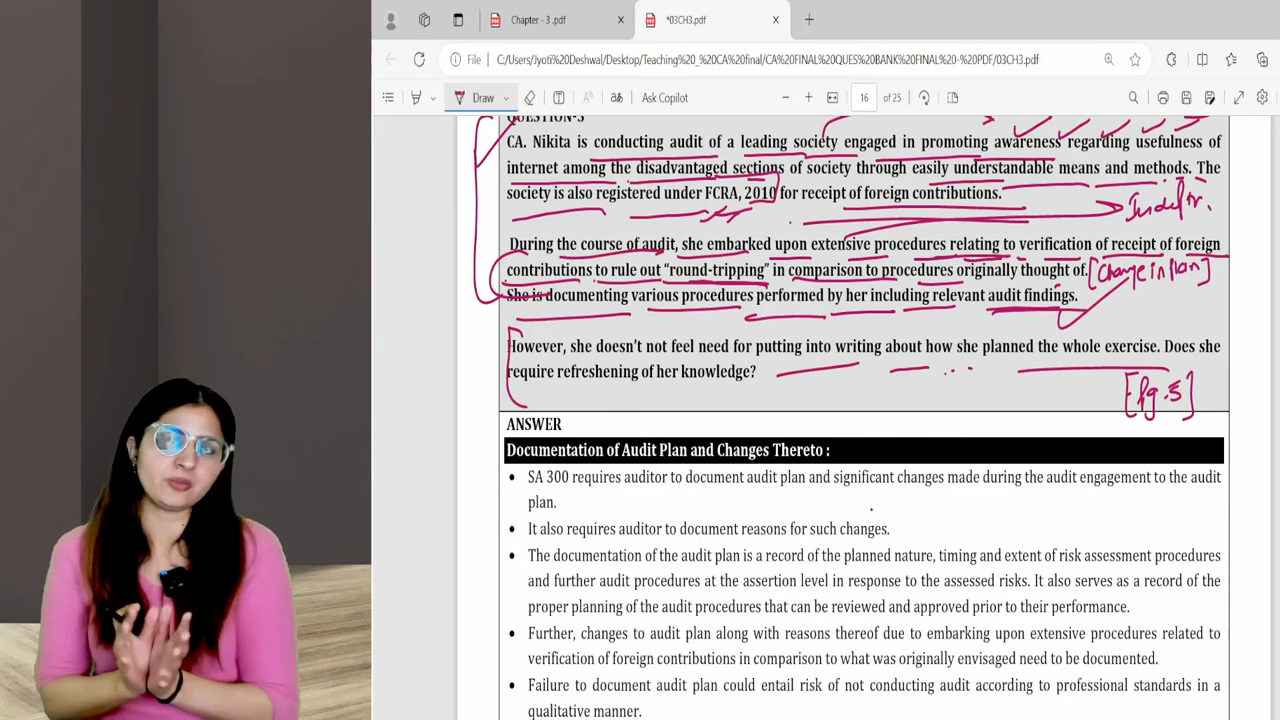 Chapter - 3 .pdf
*03CH3.pdf
File
C:/Users/Jyoti%20Deshwal/Desktop/Teaching%20_%20CA%20final/CA%20FINAL%20QUES%20BANK%20FINAL%20-%20PDF/03CH3.pdf
Draw
Ask Copilot
16 of 25
QUESTION-3
CA. Nikita is conducting audit of a leading society engaged in promoting awareness regarding usefulness of
internet among the disadvantaged sections of society through easily understandable means and methods. The
society is also registered under FCRA, 2010 for receipt of foreign contributions.
During the course of audit, she embarked upon extensive procedures relating to verification of receipt of foreign
contributions to rule out “round-tripping” in comparison to procedures originally thought of.
[Change in plan]
She is documenting various procedures performed by her including relevant audit findings.
However, she doesn’t not feel need for putting into writing about how she planned the whole exercise. Does she
require refreshening of her knowledge?
[Pg.5]
ANSWER
Documentation of Audit Plan and Changes Thereto :
• SA 300 requires auditor to document audit plan and significant changes made during the audit engagement to the audit
plan.
• It also requires auditor to document reasons for such changes.
• The documentation of the audit plan is a record of the planned nature, timing and extent of risk assessment procedures
and further audit procedures at the assertion level in response to the assessed risks. It also serves as a record of the
proper planning of the audit procedures that can be reviewed and approved prior to their performance.
• Further, changes to audit plan along with reasons thereof due to embarking upon extensive procedures related to
verification of foreign contributions in comparison to what was originally envisaged need to be documented.
• Failure to document audit plan could entail risk of not conducting audit according to professional standards in a
qualitative manner.